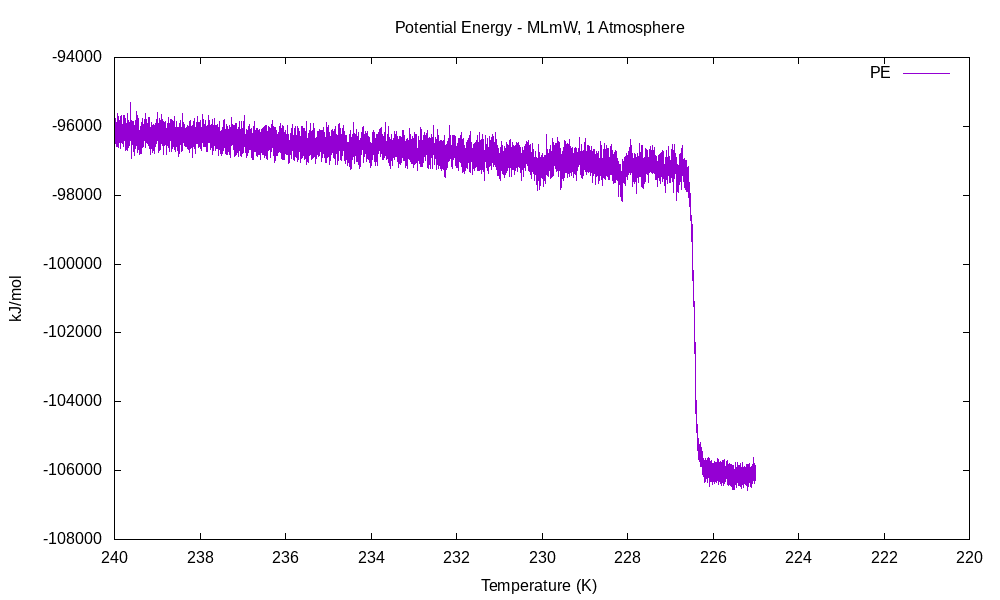 Potential Energy - MLmW, 1 Atmosphere
PE
-94000
-96000
-98000
-100000
-102000
-104000
-106000
-108000
kJ/mol
240 238 236 234 232 230 228 226 224 222 220
Temperature (K)